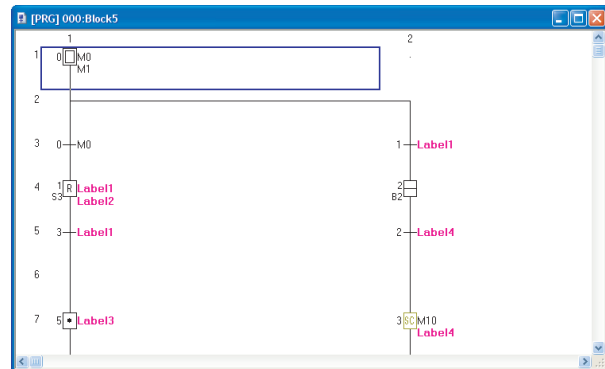 [PRG] 000:Block5
1 2
1 0 M0
M1
2
3 0 M0 1 Label1
4 1 R Label1 2
S3 Label2 B2
5 3 Label1 2 Label4
6
7 5 * Label3 3 SC M10
Label4